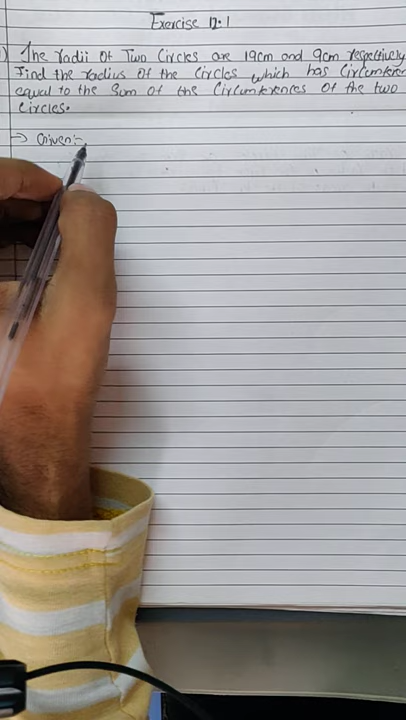 Exercise 12.1
1) The radii of Two Circles are 19cm and 9cm respectively
Find the radius of the circles which has Circumferen
equal to the Sum of the Circumferences of the two
Circles.
→ Given:-